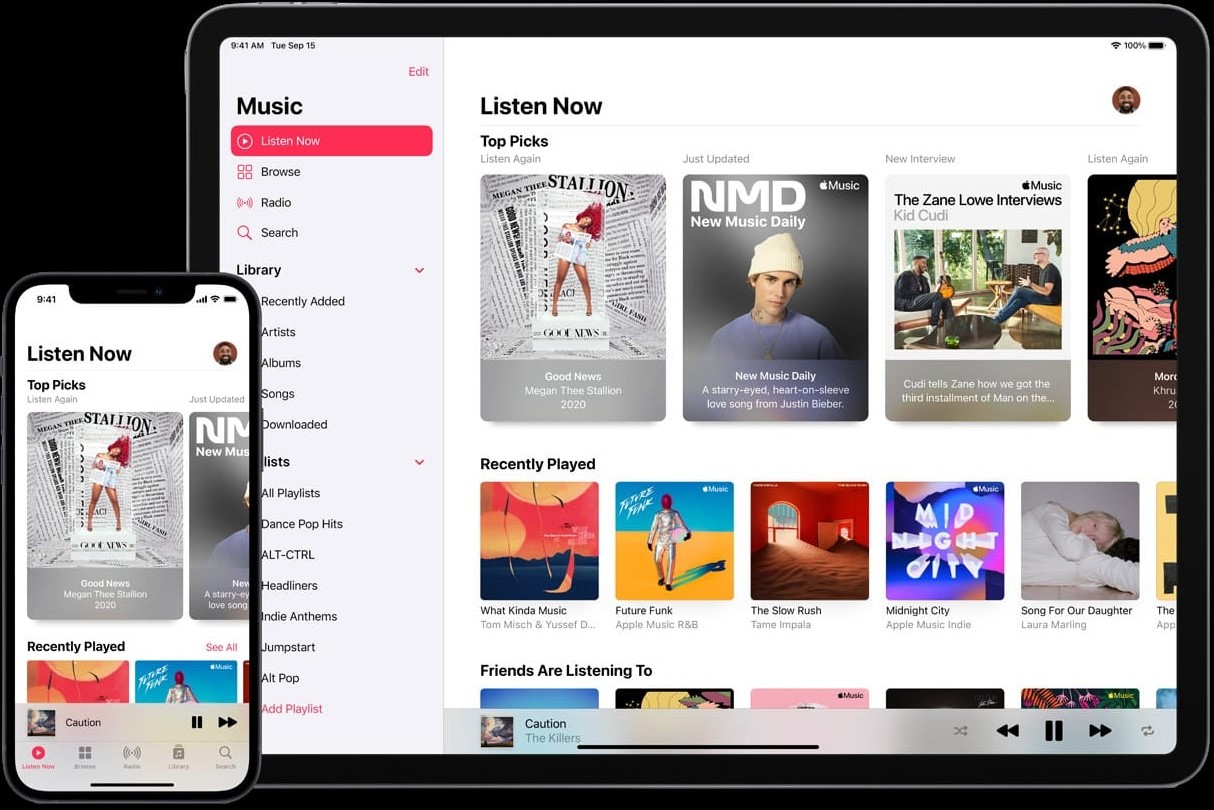 9:41 AM Tue Sep 15
100%
Edit
Music
Listen Now
Browse
Radio
Search
Library
Recently Added
Artists
Albums
Songs
Downloaded
lists
All Playlists
Dance Pop Hits
ALT-CTRL
Headliners
Indie Anthems
Jumpstart
Alt Pop
Add Playlist
Listen Now
Top Picks
Listen Again
Just Updated
New Interview
Listen Again
MEGAN THEE STALLION
GOOD NEWS
Good News
Megan Thee Stallion
2020
NMD
Music
New Music Daily
New Music Daily
A starry-eyed, heart-on-sleeve
love song from Justin Bieber.
Music
The Zane Lowe Interviews
Kid Cudi
Cudi tells Zane how we got the
third installment of Man on the...
Mor
Khru
2
Recently Played
FUTURE FUNK
Music
MID
NIGHT
CITY
Music
What Kinda Music
Tom Misch & Yussef D...
Future Funk
Apple Music R&B
The Slow Rush
Tame Impala
Midnight City
Apple Music Indie
Song For Our Daughter
Laura Marling
The
App
Friends Are Listening To
Music
Music
Caution
The Killers
9:41
Listen Now
Top Picks
Listen Again
Just Updated
MEGAN THEE STALLION
GOOD NEWS
Good News
Megan Thee Stallion
2020
NM
New Mus
New
A starry-ey
love song
Recently Played
See All
FUTURE FUNK
Music
Caution
Listen Now
Browse
Radio
Library
Search